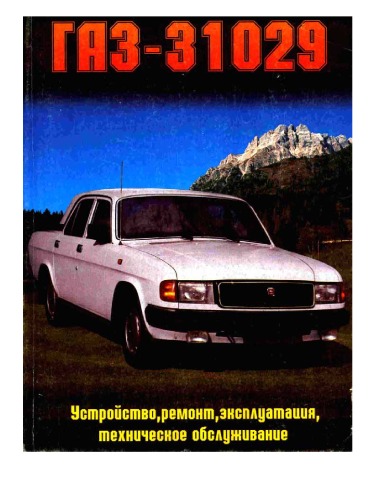 ГАЗ-31029
Устройство,ремонт,эксплуатация,
техническое обслуживание